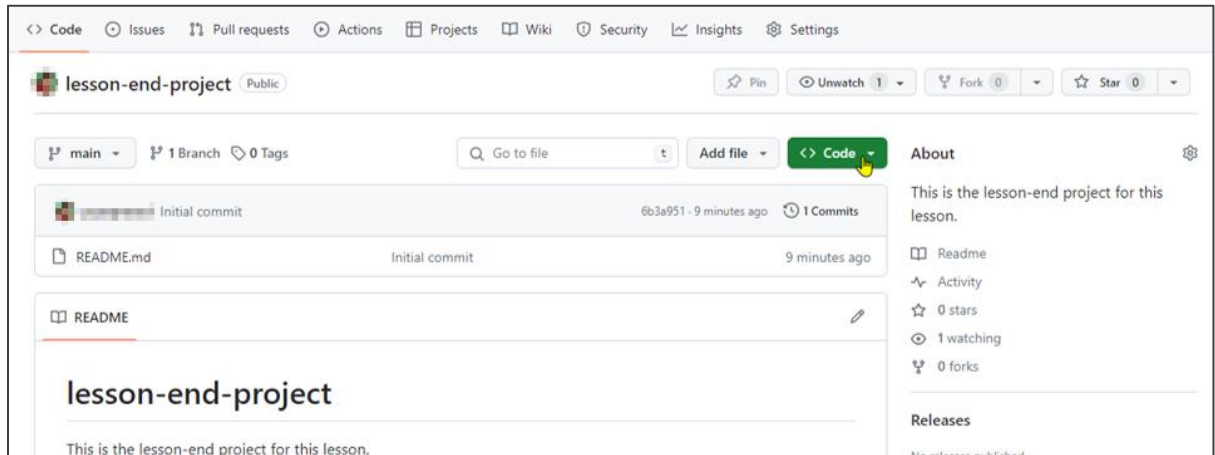 Code Issues Pull requests Actions Projects Wiki Security Insights Settings
lesson-end-project Public Pin Unwatch 1 Fork 0 Star 0
main 1 Branch 0 Tags Go to file t Add file Code
Initial commit 6b3a951 · 9 minutes ago 1 Commits
README.md Initial commit 9 minutes ago
README
lesson-end-project
This is the lesson-end project for this lesson.
About
This is the lesson-end project for this
lesson.
Readme
Activity
0 stars
1 watching
0 forks
Releases
No releases published